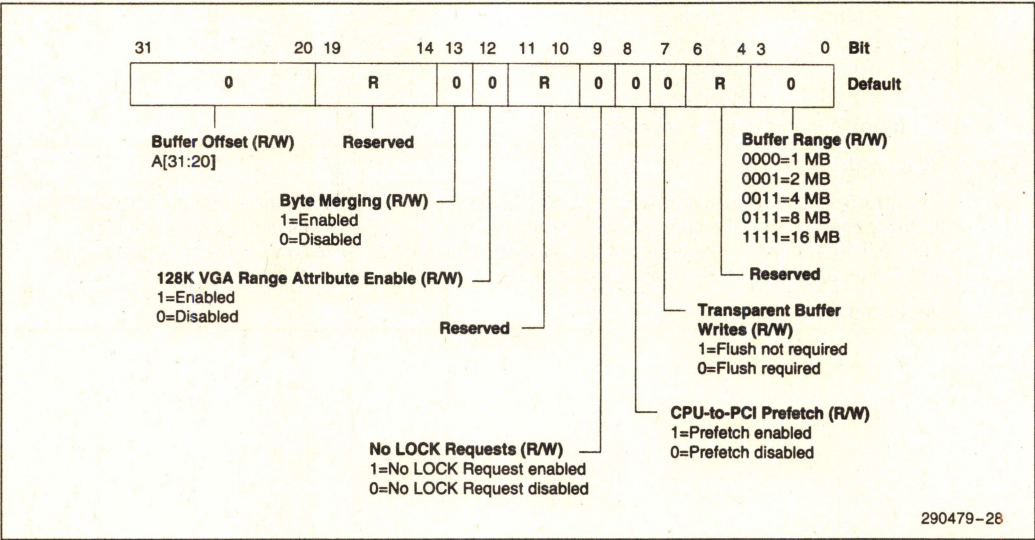 31 20 19 14 13 12 11 10 9 8 7 6 4 3 0 Bit
0 R 0 0 R 0 0 0 R 0 Default
Buffer Offset (R/W)
A[31:20]
Reserved
Byte Merging (R/W)
1=Enabled
0=Disabled
128K VGA Range Attribute Enable (R/W)
1=Enabled
0=Disabled
Reserved
No LOCK Requests (R/W)
1=No LOCK Request enabled
0=No LOCK Request disabled
Buffer Range (R/W)
0000=1 MB
0001=2 MB
0011=4 MB
0111=8 MB
1111=16 MB
Reserved
Transparent Buffer
Writes (R/W)
1=Flush not required
0=Flush required
CPU-to-PCI Prefetch (R/W)
1=Prefetch enabled
0=Prefetch disabled
290479–28